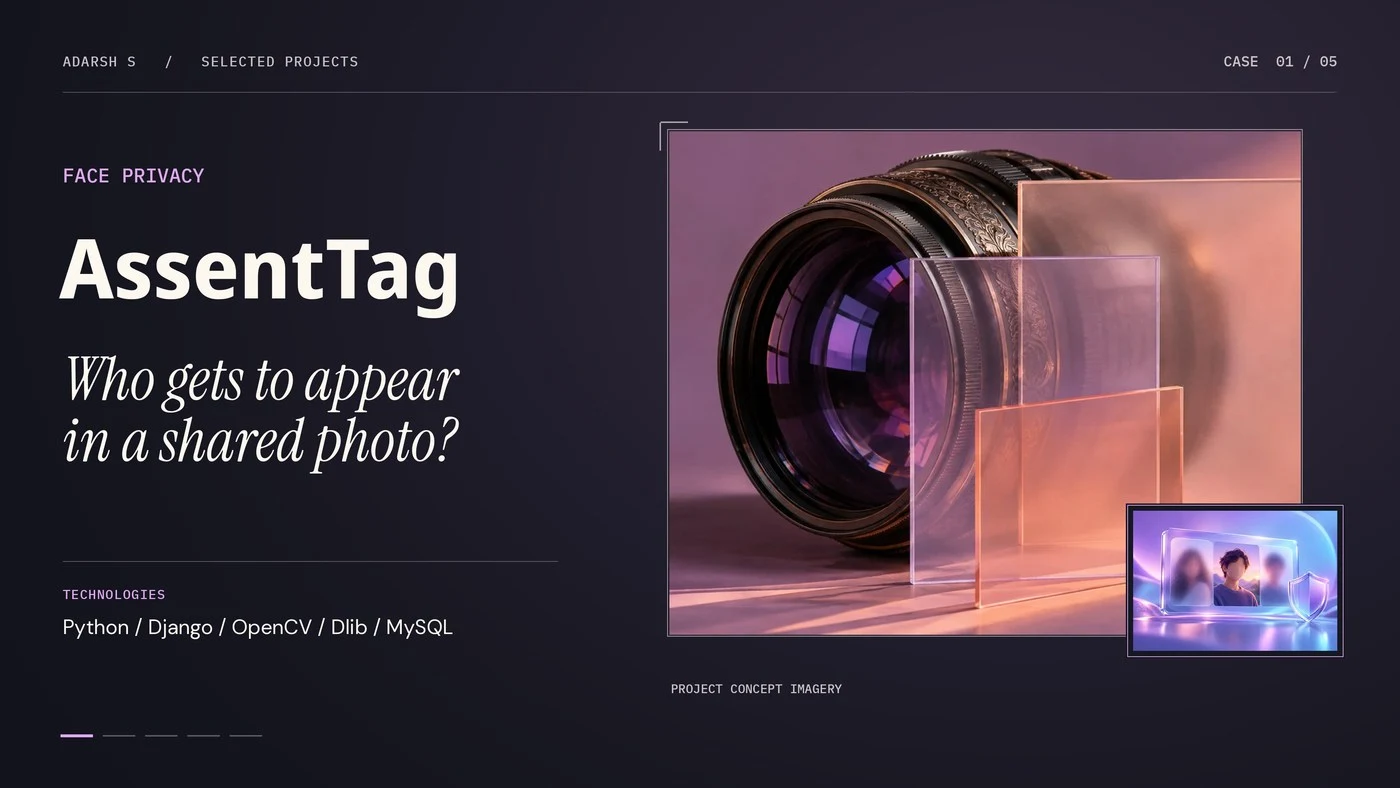 ADARSH S / SELECTED PROJECTS
CASE 01 / 05
FACE PRIVACY
AssentTag
Who gets to appear
in a shared photo?
TECHNOLOGIES
Python / Django / OpenCV / Dlib / MySQL
PROJECT CONCEPT IMAGERY